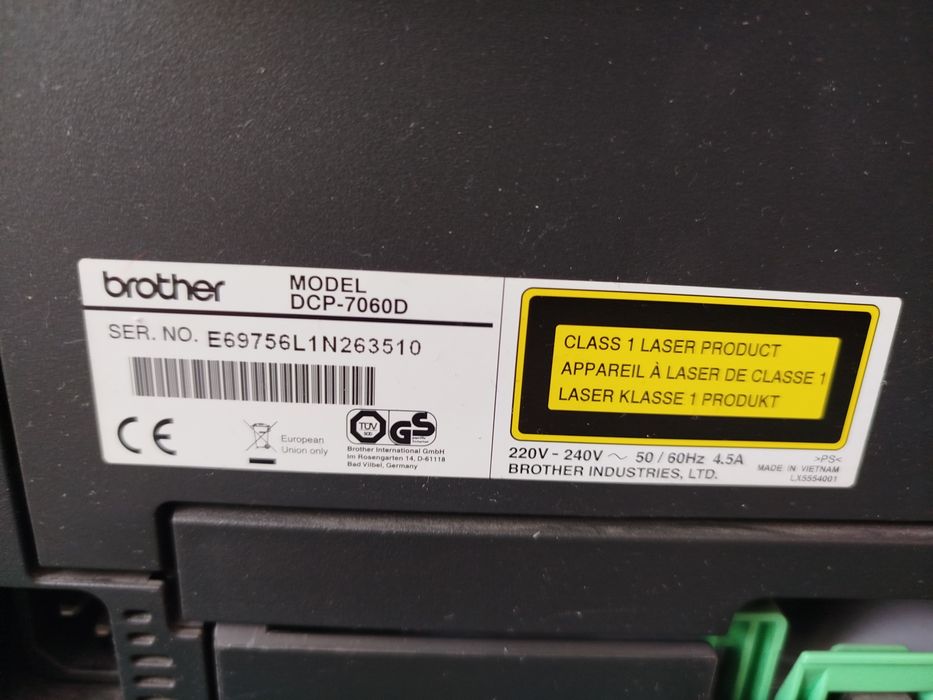 brother
MODEL
DCP-7060D
SER. NO. E69756L1N263510
CE
European
Union only
TÜV
SÜD
GS
Brother International GmbH
Im Rosengarten 14, D-61118
Bad Vilbel, Germany
CLASS 1 LASER PRODUCT
APPAREIL À LASER DE CLASSE 1
LASER KLASSE 1 PRODUKT
220V - 240V ~ 50 / 60Hz 4.5A
BROTHER INDUSTRIES, LTD.
>PS<
MADE IN VIETNAM
LX5554001